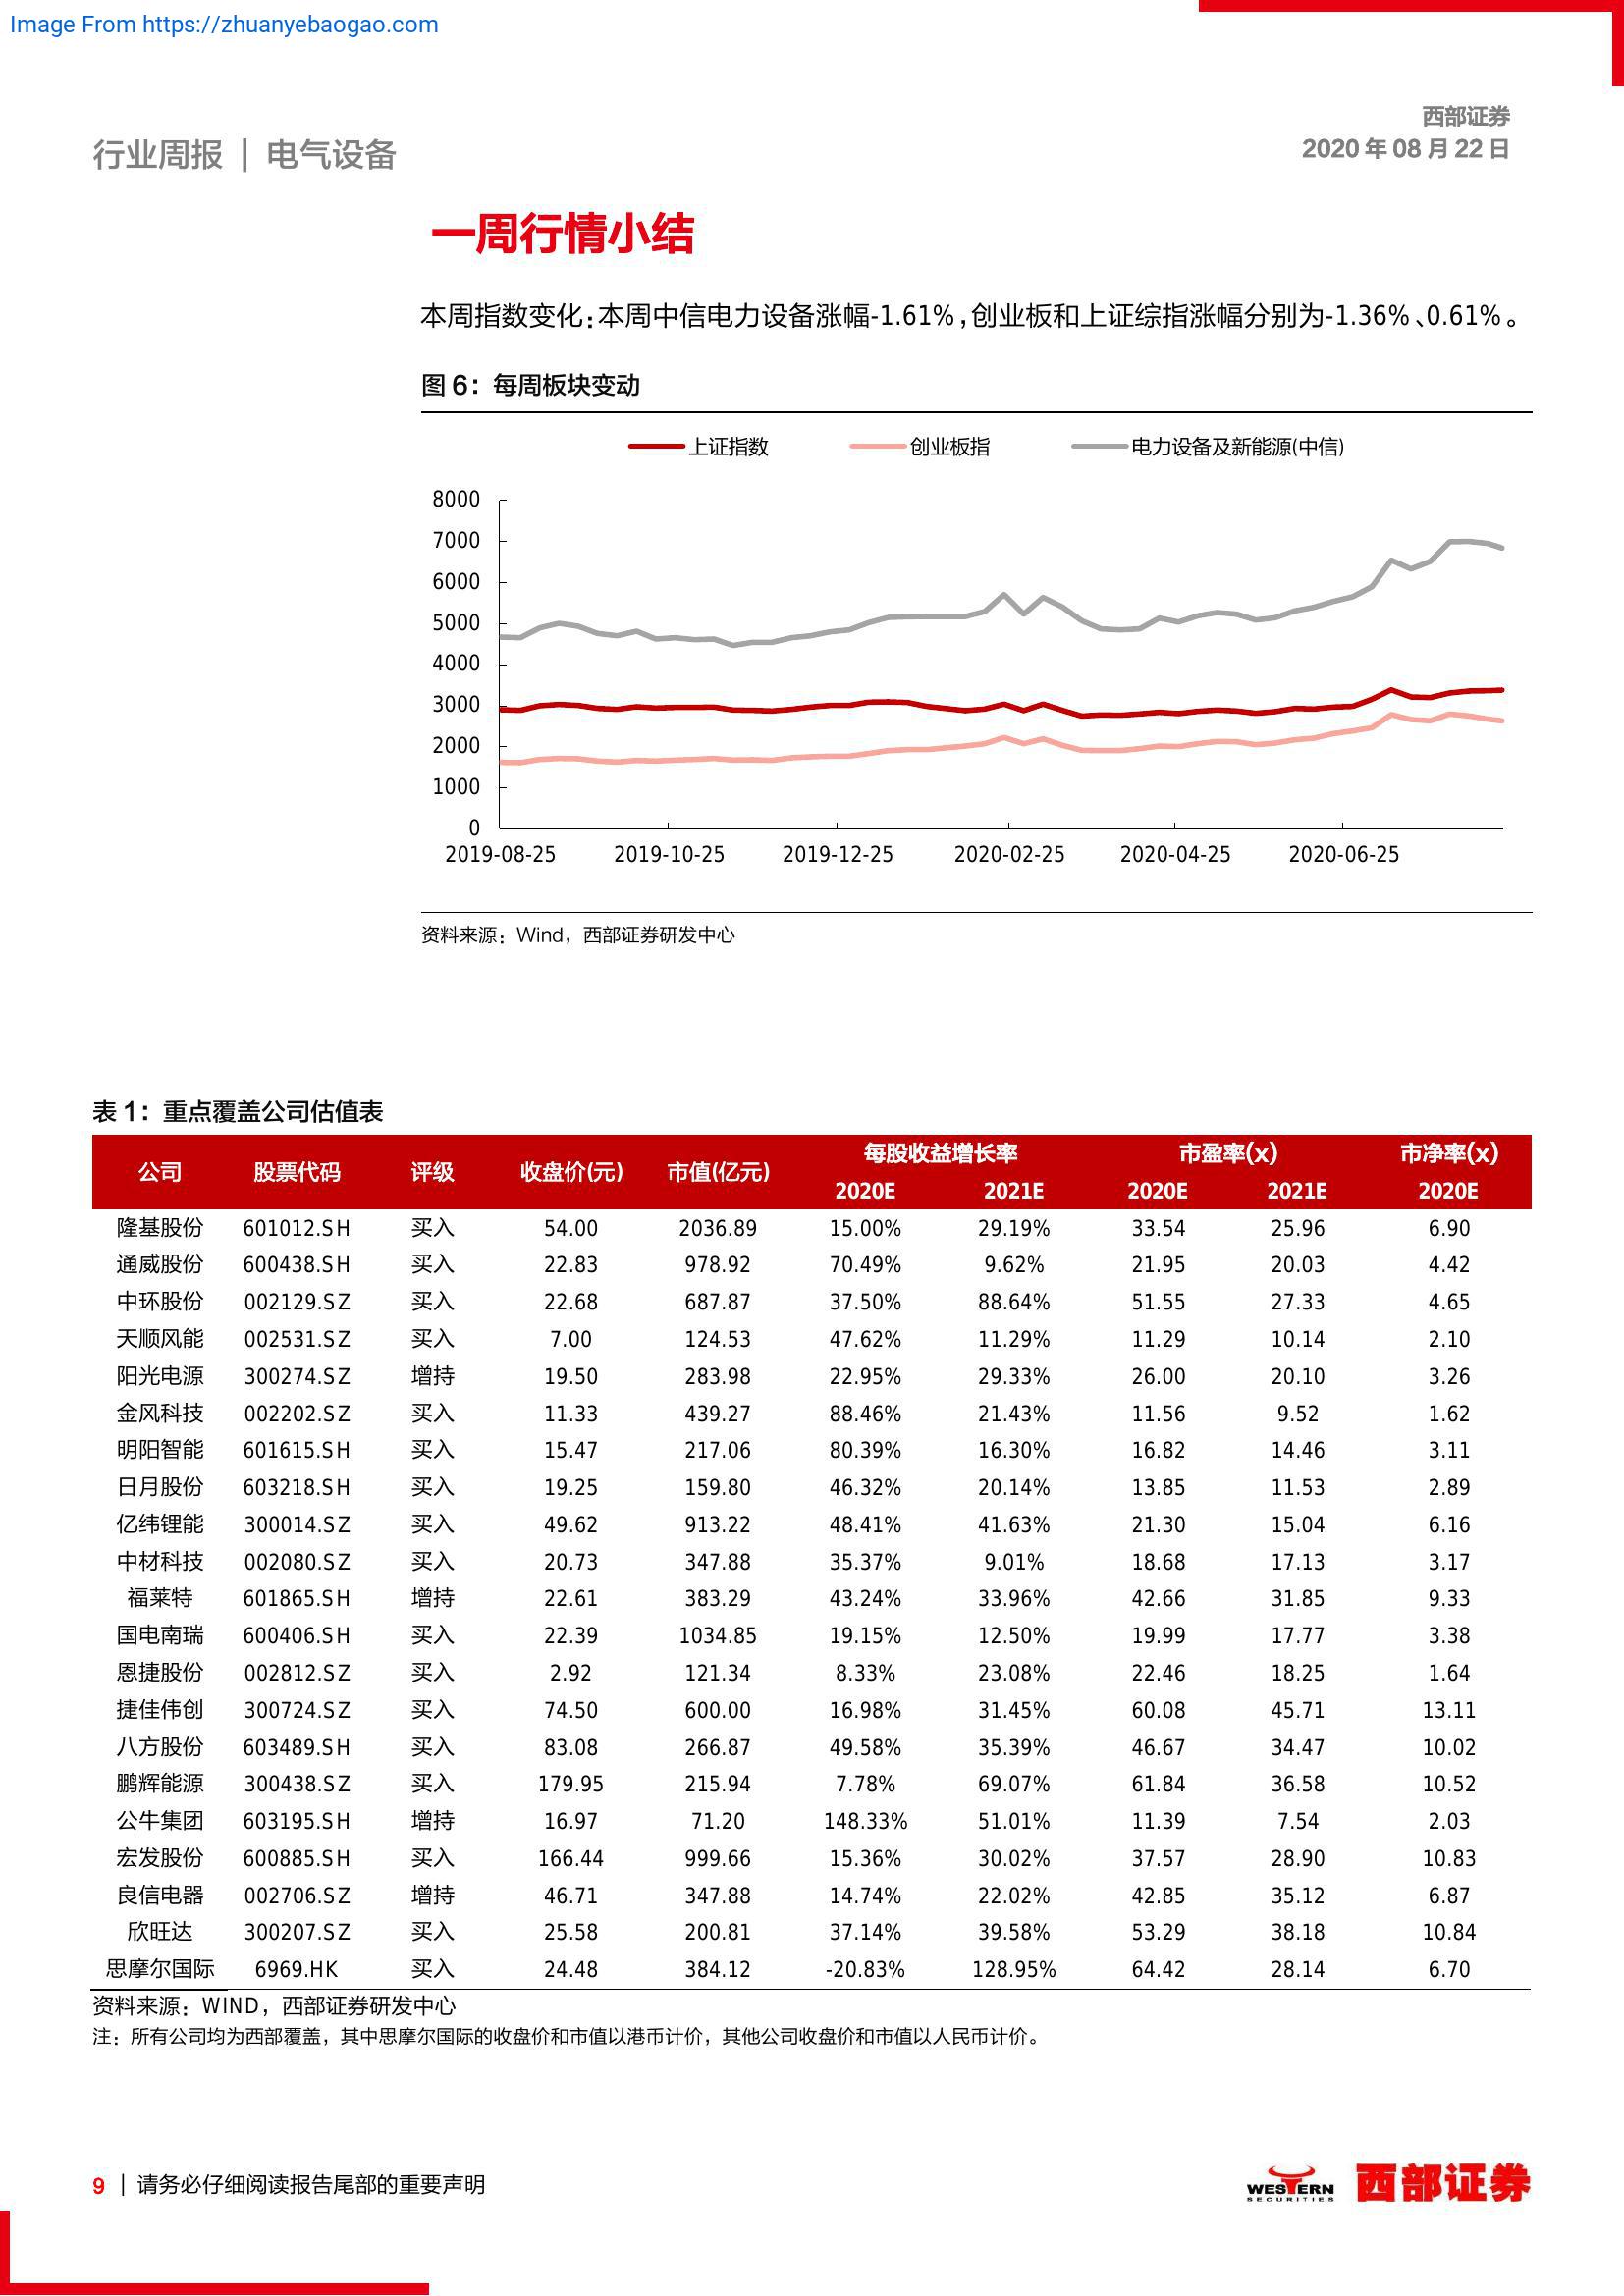 Image From https://zhuanyebaogao.com
西部证券
行业周报 | 电气设备
2020 年 08 月 22 日
一周行情小结
本周指数变化：本周中信电力设备涨幅-1.61%，创业板和上证综指涨幅分别为-1.36%、0.61%。
图 6：每周板块变动
上证指数 创业板指 电力设备及新能源(中信)
8000
7000
6000
5000
4000
3000
2000
1000
0
2019-08-25 2019-10-25 2019-12-25 2020-02-25 2020-04-25 2020-06-25
资料来源：Wind，西部证券研发中心
表 1：重点覆盖公司估值表
公司 股票代码 评级 收盘价(元) 市值(亿元) 每股收益增长率 市盈率(x) 市净率(x)
2020E 2021E 2020E 2021E 2020E
隆基股份 601012.SH 买入 54.00 2036.89 15.00% 29.19% 33.54 25.96 6.90
通威股份 600438.SH 买入 22.83 978.92 70.49% 9.62% 21.95 20.03 4.42
中环股份 002129.SZ 买入 22.68 687.87 37.50% 88.64% 51.55 27.33 4.65
天顺风能 002531.SZ 买入 7.00 124.53 47.62% 11.29% 11.29 10.14 2.10
阳光电源 300274.SZ 增持 19.50 283.98 22.95% 29.33% 26.00 20.10 3.26
金风科技 002202.SZ 买入 11.33 439.27 88.46% 21.43% 11.56 9.52 1.62
明阳智能 601615.SH 买入 15.47 217.06 80.39% 16.30% 16.82 14.46 3.11
日月股份 603218.SH 买入 19.25 159.80 46.32% 20.14% 13.85 11.53 2.89
亿纬锂能 300014.SZ 买入 49.62 913.22 48.41% 41.63% 21.30 15.04 6.16
中材科技 002080.SZ 买入 20.73 347.88 35.37% 9.01% 18.68 17.13 3.17
福莱特 601865.SH 增持 22.61 383.29 43.24% 33.96% 42.66 31.85 9.33
国电南瑞 600406.SH 买入 22.39 1034.85 19.15% 12.50% 19.99 17.77 3.38
恩捷股份 002812.SZ 买入 2.92 121.34 8.33% 23.08% 22.46 18.25 1.64
捷佳伟创 300724.SZ 买入 74.50 600.00 16.98% 31.45% 60.08 45.71 13.11
八方股份 603489.SH 买入 83.08 266.87 49.58% 35.39% 46.67 34.47 10.02
鹏辉能源 300438.SZ 买入 179.95 215.94 7.78% 69.07% 61.84 36.58 10.52
公牛集团 603195.SH 增持 16.97 71.20 148.33% 51.01% 11.39 7.54 2.03
宏发股份 600885.SH 买入 166.44 999.66 15.36% 30.02% 37.57 28.90 10.83
良信电器 002706.SZ 增持 46.71 347.88 14.74% 22.02% 42.85 35.12 6.87
欣旺达 300207.SZ 买入 25.58 200.81 37.14% 39.58% 53.29 38.18 10.84
思摩尔国际 6969.HK 买入 24.48 384.12 -20.83% 128.95% 64.42 28.14 6.70
资料来源：WIND，西部证券研发中心
注：所有公司均为西部覆盖，其中思摩尔国际的收盘价和市值以港币计价，其他公司收盘价和市值以人民币计价。
9 | 请务必仔细阅读报告尾部的重要声明
WESTERN
SECURITIES
西部证券